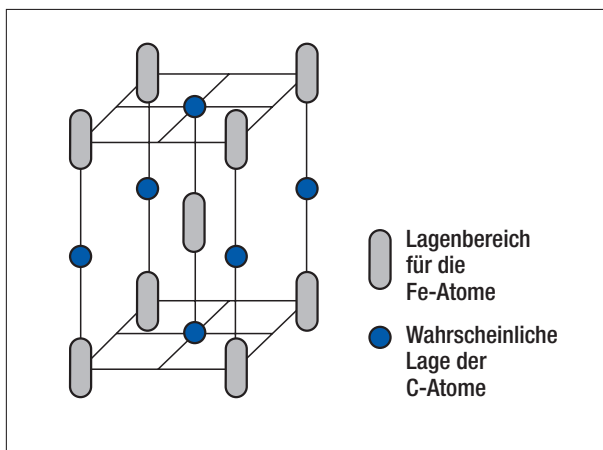 Lagenbereich
für die
Fe-Atome
Wahrscheinliche
Lage der
C-Atome